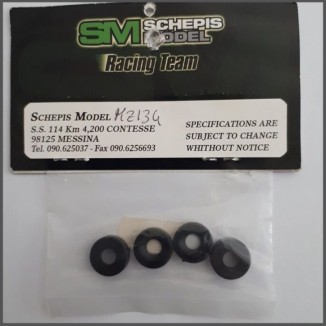 SM SCHEPIS
MODEL
Racing Team
SCHEPIS MODEL MZ134
S.S. 114 Km 4,200 CONTESSE
98125 MESSINA
Tel. 090.625037 - Fax 090.6256693
SPECIFICATIONS ARE
SUBJECT TO CHANGE
WHITHOUT NOTICE